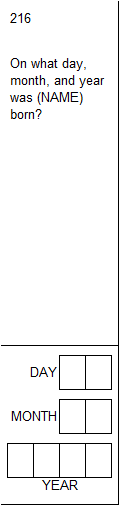 216
On what day,
month, and year
was (NAME)
born?
DAY
MONTH
YEAR